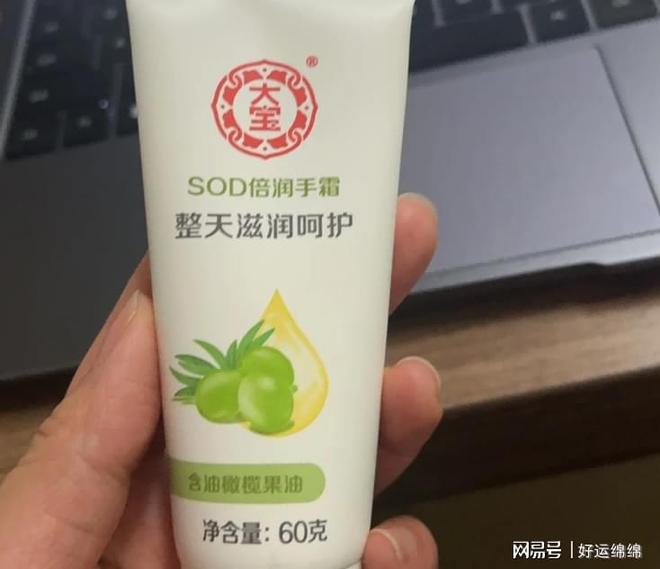 ®
大宝
SOD倍润手霜
整天滋润呵护
含油橄榄果油
净含量: 60克
网易号 | 好运绵绵